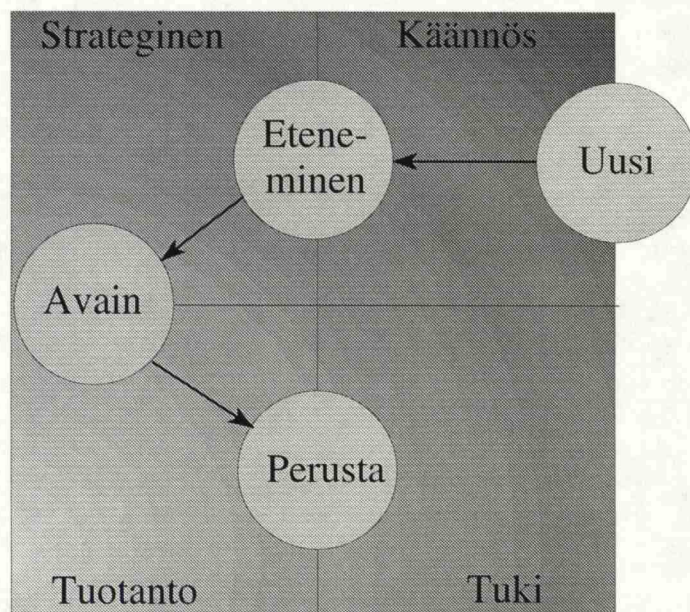 Strateginen
Käännös
Etene-
minen
Uusi
Avain
Perusta
Tuotanto
Tuki